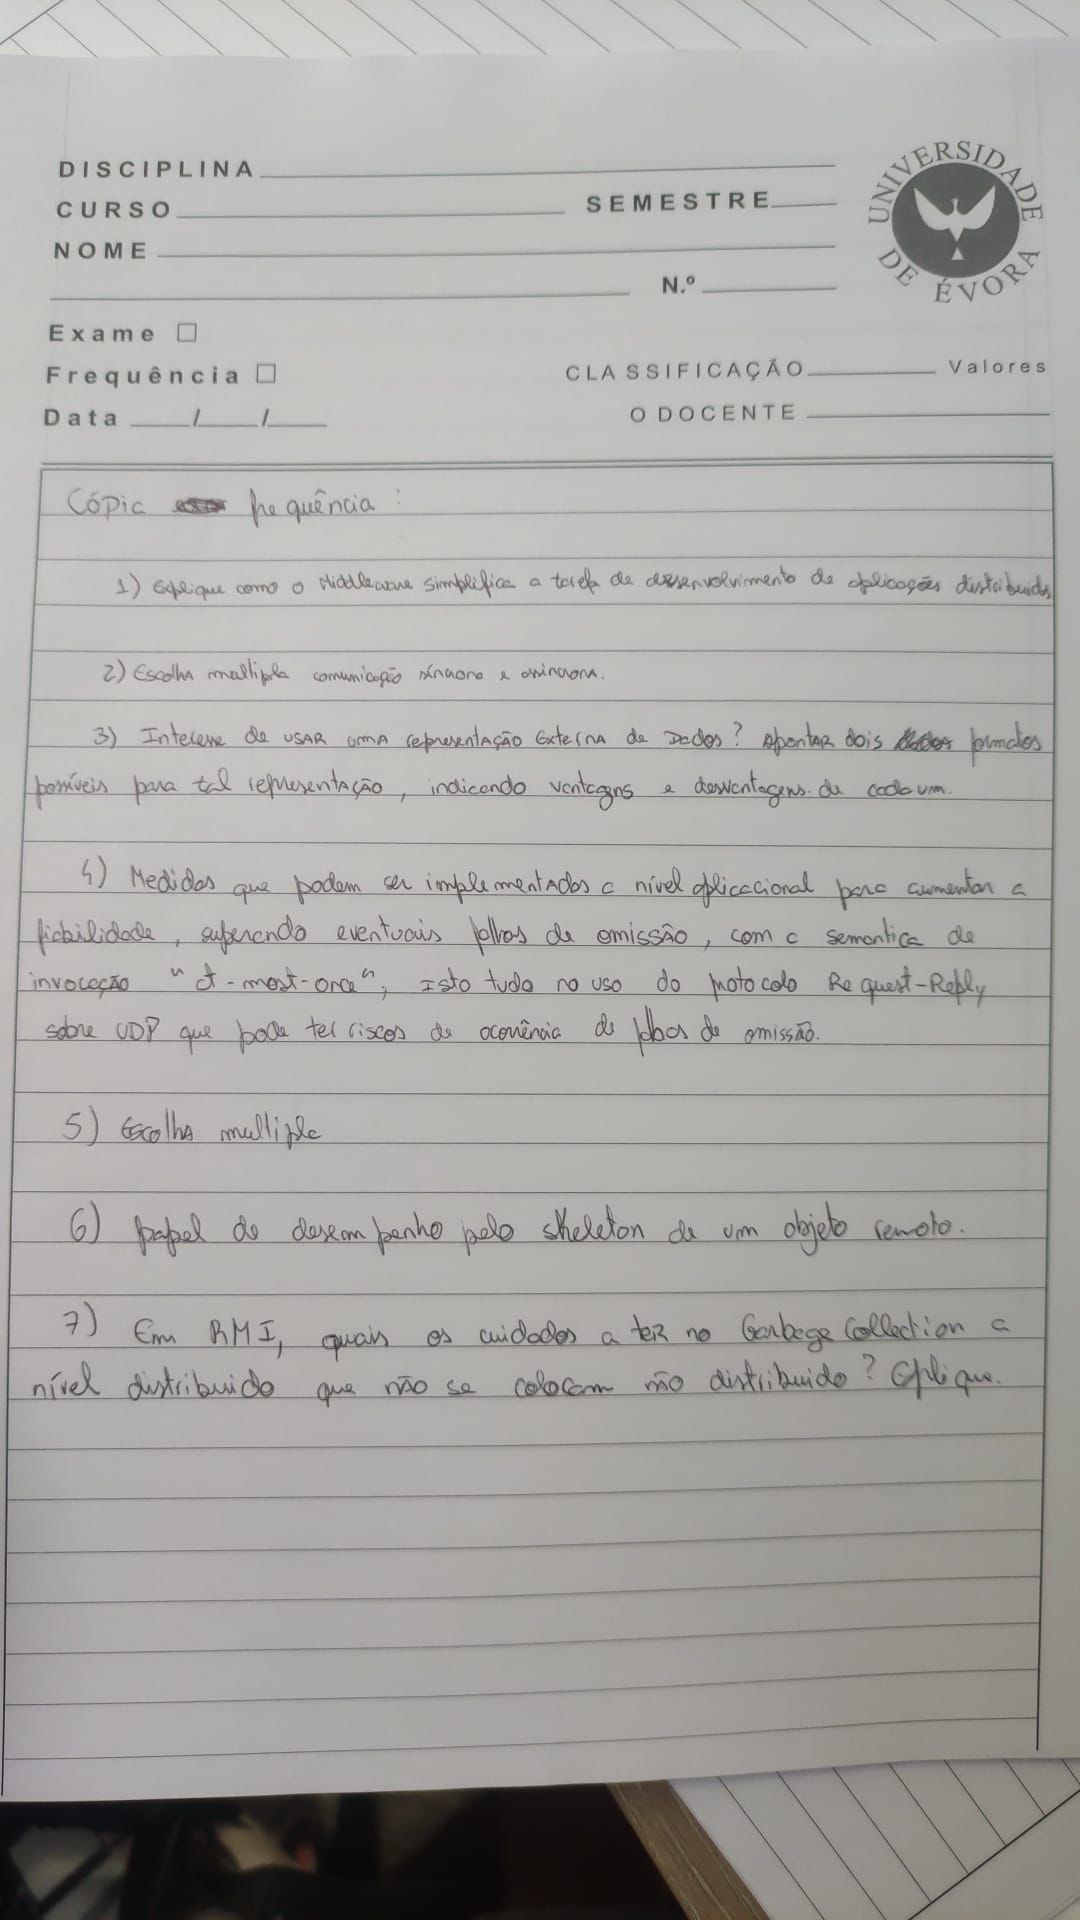 DISCIPLINA
CURSO SEMESTRE
NOME
N.º
UNIVERSIDADE DE ÉVORA
Exame
Frequência
CLASSIFICAÇÃO Valores
Data / /
O DOCENTE
Cópia frequência :
1) Explique como o Middleware simplifica a tarefa de desenvolvimento de aplicações distribuidas
2) Escolha multipla comunicação síncrona e assincrona.
3) Interesse de usar uma representação Externa de Dados? Apontar dois formatos
possíveis para tal representação, indicando vantagens e desvantagens de cada um.
4) Medidas que podem ser implementados a nível aplicacional para aumentar a
fiabilidade, superando eventuais falhas de omissão, com a semantica de
invocação "at-most-once", Isto tudo no uso do protocolo Request-Reply
sobre UDP que pode ter riscos de ocorrência de falhas de omissão.
5) Escolha multipla
6) papel de desempenho pelo skeleton de um objeto remoto.
7) Em RMI, quais os cuidados a ter no Garbage Collection a
nível distribuido que não se colocam não distribuido? Explique.